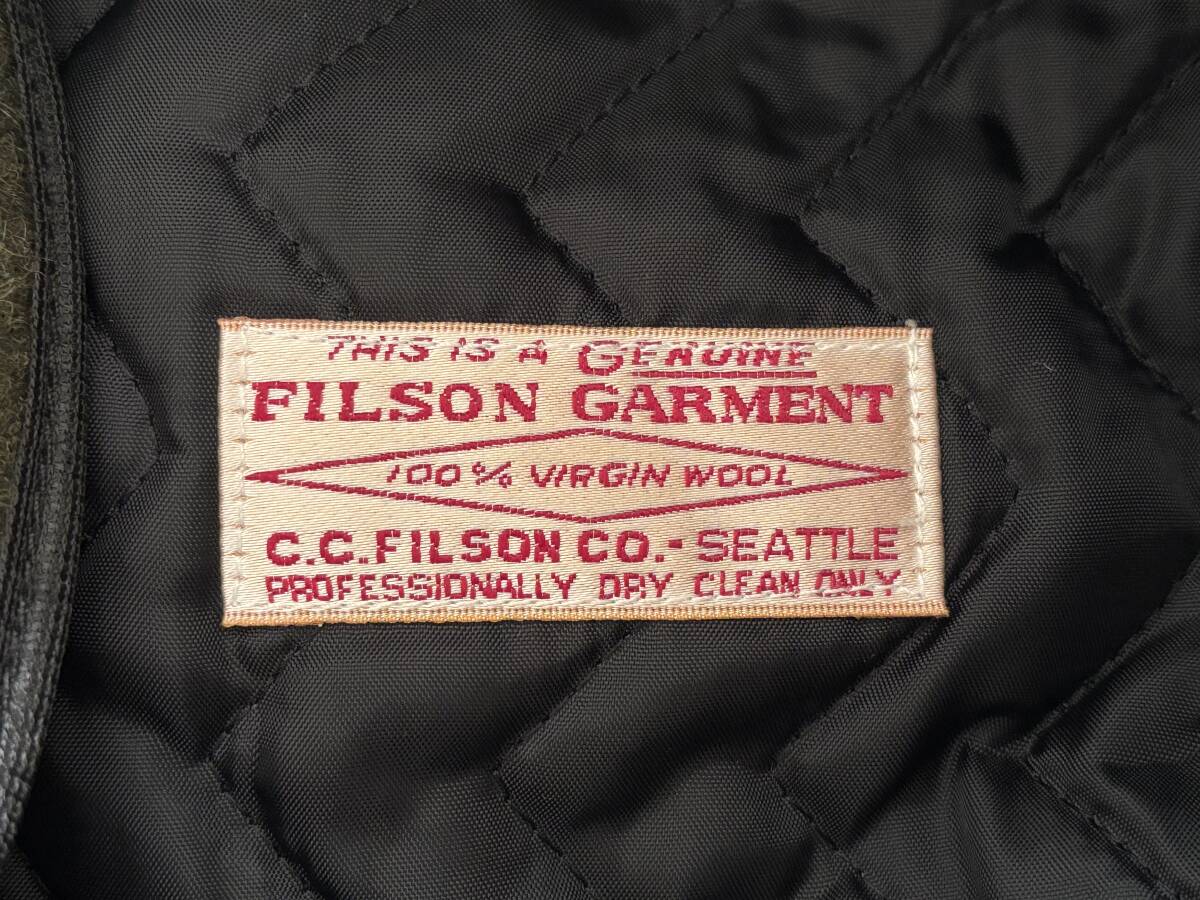 THIS IS A GENUINE
FILSON GARMENT
100% VIRGIN WOOL
C.C. FILSON CO.- SEATTLE
PROFESSIONALLY DRY CLEAN ONLY